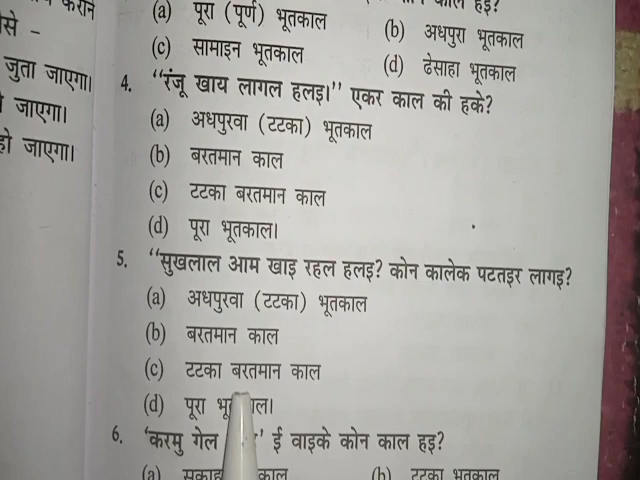 कराने
(a) पूरा (पूर्ण) भूतकाल
(b) अधपुरा भूतकाल
से –
(c) सामाइन भूतकाल
(d) ढेसाहा भूतकाल
जुता जाएगा।
4. “रंजू खाय लागल हलइ।” एकर काल की हके?
जाएगा।
(a) अधपुरवा (टटका) भूतकाल
हो जाएगा।
(b) बरतमान काल
(c) टटका बरतमान काल
(d) पूरा भूतकाल।
5. “सुखलाल आम खाइ रहल हलइ? कोन कालेक पटतइर लागइ?
(a) अधपुरवा (टटका) भूतकाल
(b) बरतमान काल
(c) टटका बरतमान काल
(d) पूरा
6. ‘करमु गेल ’ ई वाइके कोन काल हइ?
(a) काल
(b) टटका भूतकाल